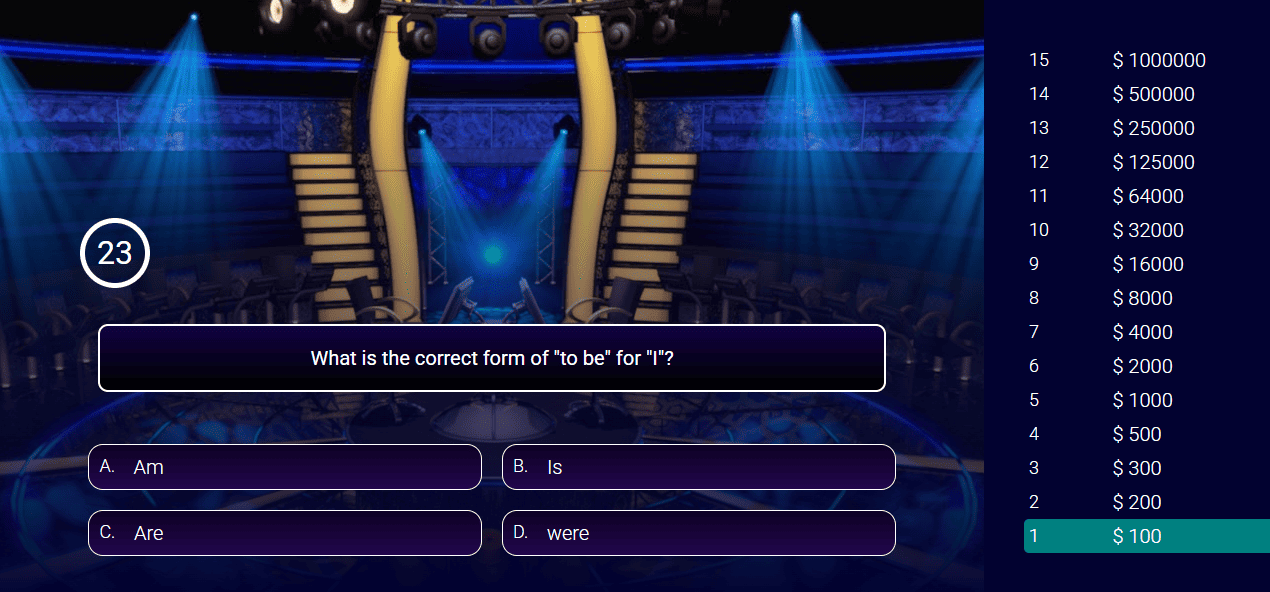 23
What is the correct form of "to be" for "I"?
A. Am
B. Is
C. Are
D. were
15 $ 1000000
14 $ 500000
13 $ 250000
12 $ 125000
11 $ 64000
10 $ 32000
9 $ 16000
8 $ 8000
7 $ 4000
6 $ 2000
5 $ 1000
4 $ 500
3 $ 300
2 $ 200
1 $ 100